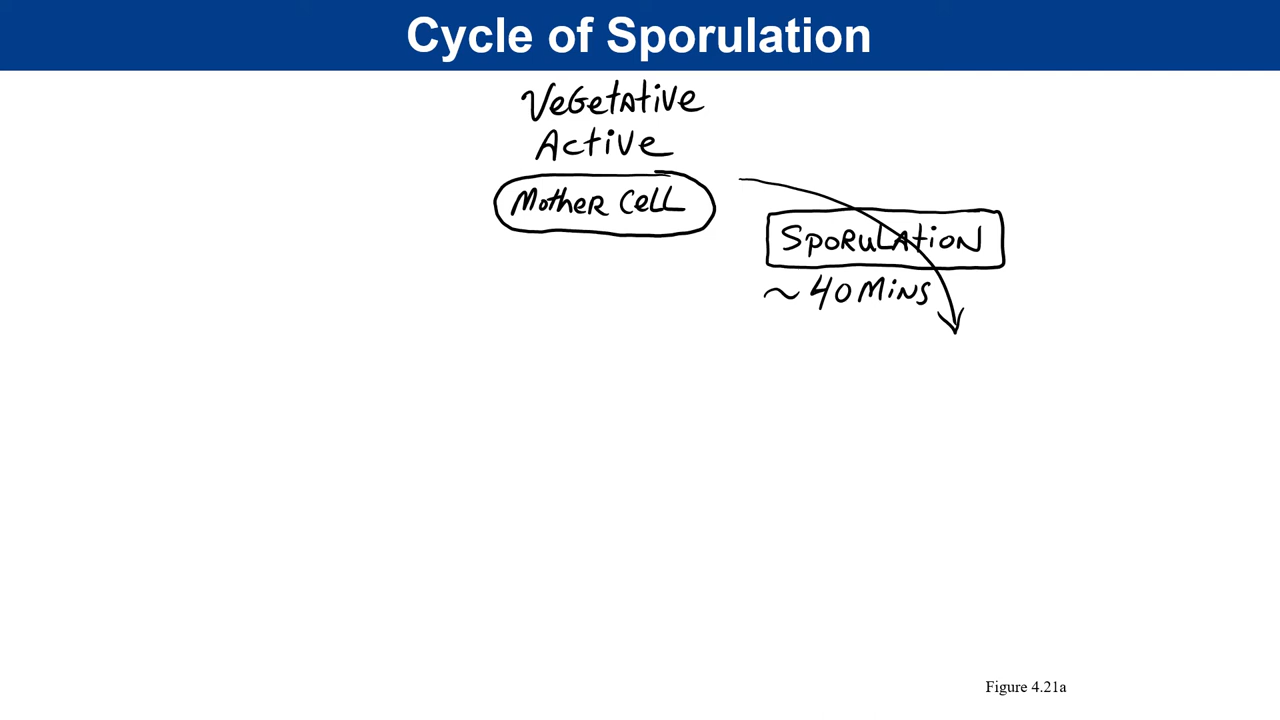 Cycle of Sporulation
Vegetative
Active
Mother Cell
Sporulation
~ 40 Mins
Figure 4.21a